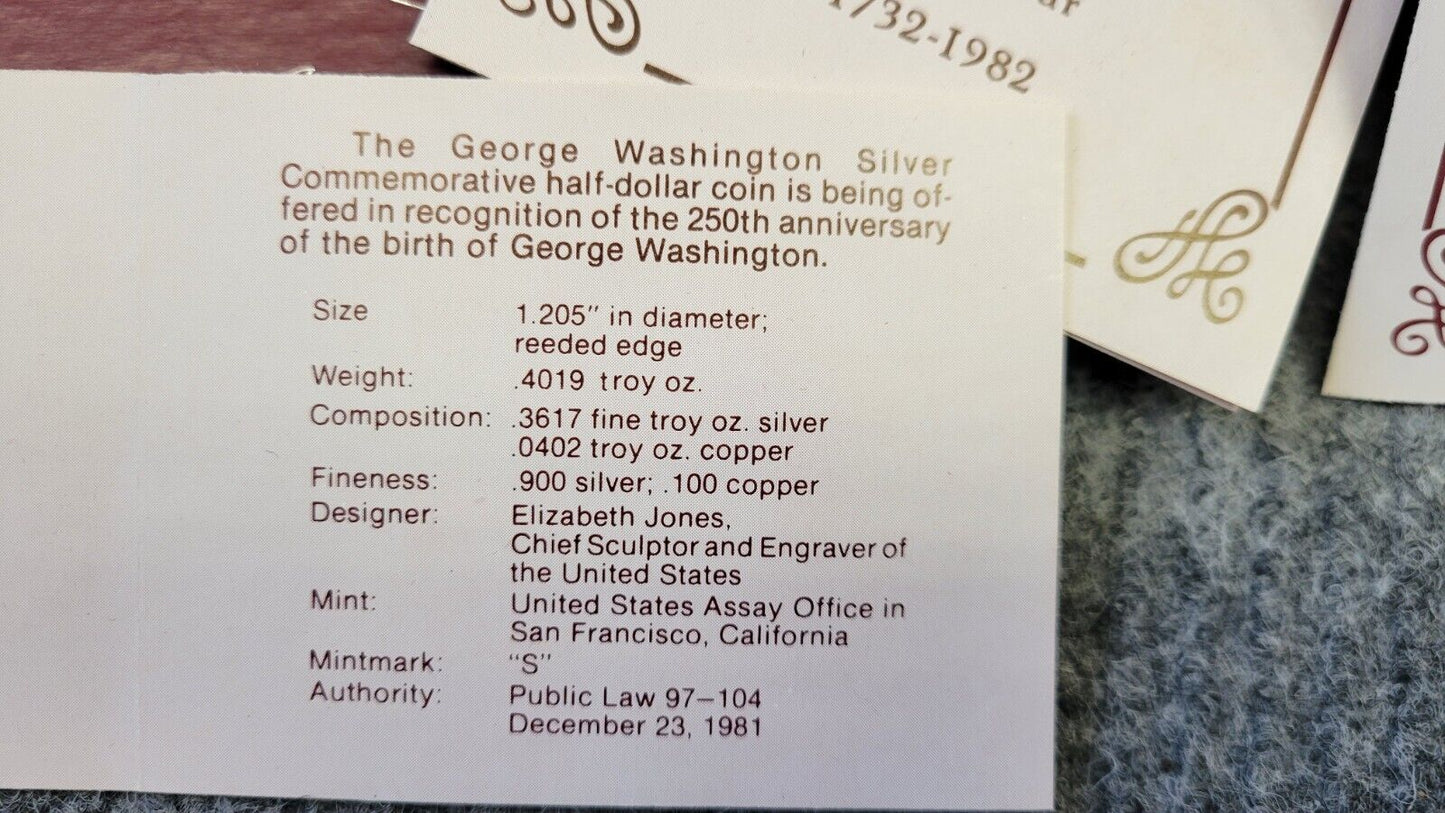 1732-1982
The George Washington Silver
Commemorative half-dollar coin is being of-
fered in recognition of the 250th anniversary
of the birth of George Washington.
Size 1.205" in diameter;
reeded edge
Weight: .4019 troy oz.
Composition: .3617 fine troy oz. silver
.0402 troy oz. copper
Fineness: .900 silver; .100 copper
Designer: Elizabeth Jones,
Chief Sculptor and Engraver of
the United States
Mint: United States Assay Office in
San Francisco, California
Mintmark: "S"
Authority: Public Law 97–104
December 23, 1981